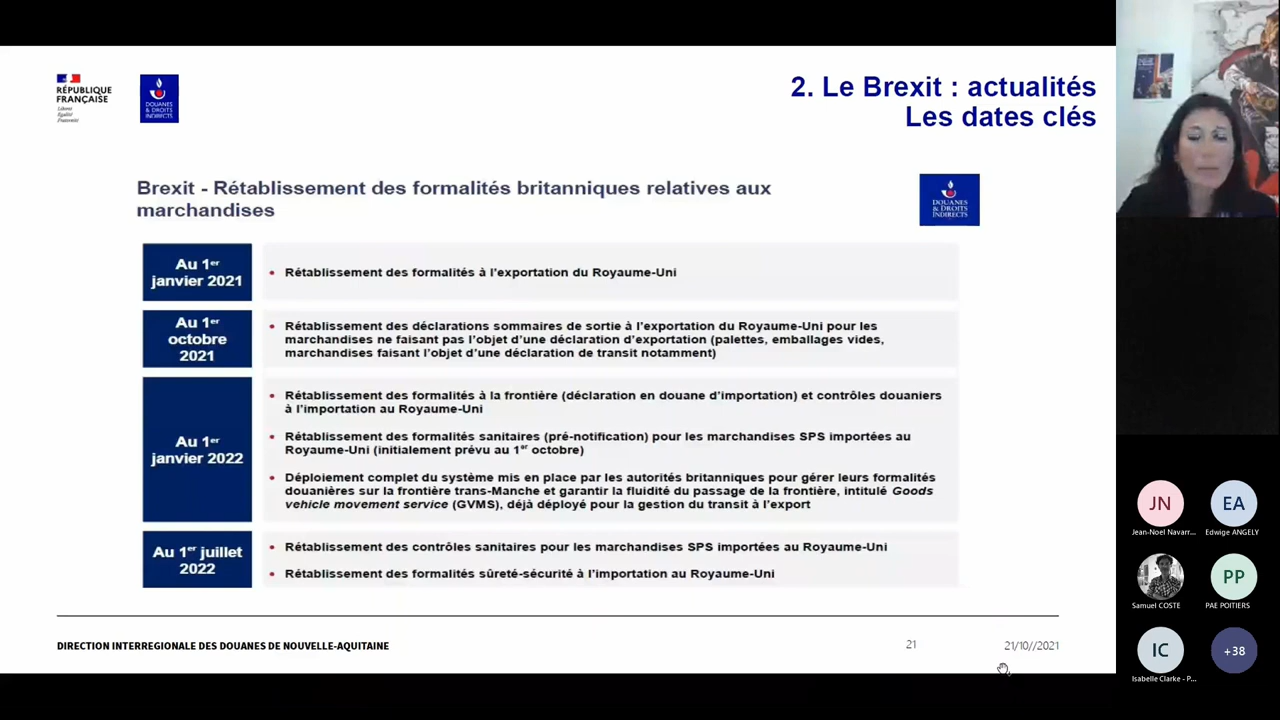 RÉPUBLIQUE
FRANÇAISE
Liberté
Égalité
Fraternité
DOUANES
& DROITS
INDIRECTS
2. Le Brexit : actualités
Les dates clés
Brexit - Rétablissement des formalités britanniques relatives aux
marchandises
DOUANES
& DROITS
INDIRECTS
Au 1er
janvier 2021
• Rétablissement des formalités à l'exportation du Royaume-Uni
Au 1er
octobre
2021
• Rétablissement des déclarations sommaires de sortie à l'exportation du Royaume-Uni pour les
marchandises ne faisant pas l'objet d'une déclaration d'exportation (palettes, emballages vides,
marchandises faisant l'objet d'une déclaration de transit notamment)
Au 1er
janvier 2022
• Rétablissement des formalités à la frontière (déclaration en douane d'importation) et contrôles douaniers
à l'importation au Royaume-Uni
• Rétablissement des formalités sanitaires (pré-notification) pour les marchandises SPS importées au
Royaume-Uni (initialement prévu au 1er octobre)
• Déploiement complet du système mis en place par les autorités britanniques pour gérer leurs formalités
douanières sur la frontière trans-Manche et garantir la fluidité du passage de la frontière, intitulé Goods
vehicle movement service (GVMS), déjà déployé pour la gestion du transit à l'export
Au 1er juillet
2022
• Rétablissement des contrôles sanitaires pour les marchandises SPS importées au Royaume-Uni
• Rétablissement des formalités sûreté-sécurité à l'importation au Royaume-Uni
DIRECTION INTERREGIONALE DES DOUANES DE NOUVELLE-AQUITAINE
21
21/10//2021
JN
Jean-Noel Navarr...
EA
Edwige ANGELY
Samuel COSTE
PP
PAE POITIERS
IC
Isabelle Clarke - P...
+38